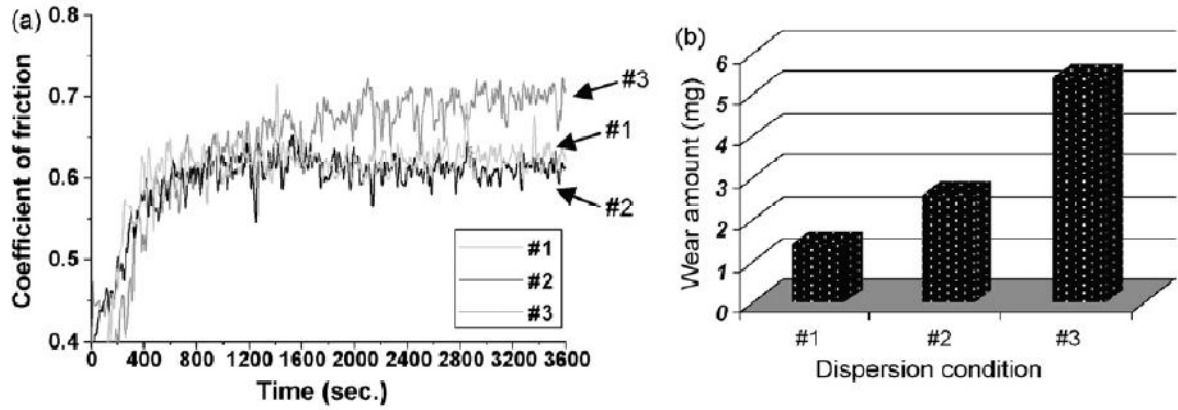 (a)
0.8
0.7
0.6
0.5
0.4
Coefficient of friction
#3
#1
#2
#1
#2
#3
0 400 800 1200 1600 2000 2400 2800 3200 3600
Time (sec.)
(b)
6
5
4
3
2
1
0
Wear amount (mg)
#1 #2 #3
Dispersion condition